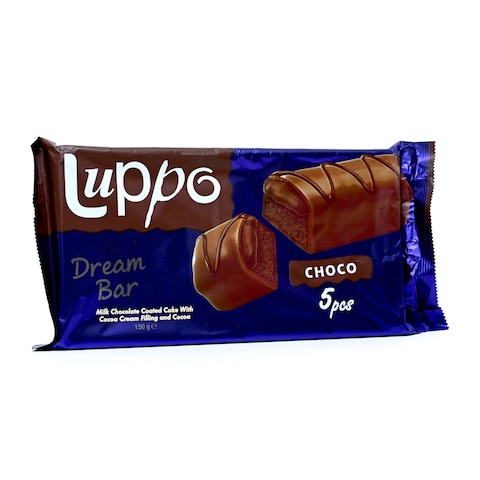 Luppo
Dream
Bar
CHOCO
5pcs
Milk Chocolate Coated Cake With
Cocoa Cream Filling and Cocoa
150 g ℮